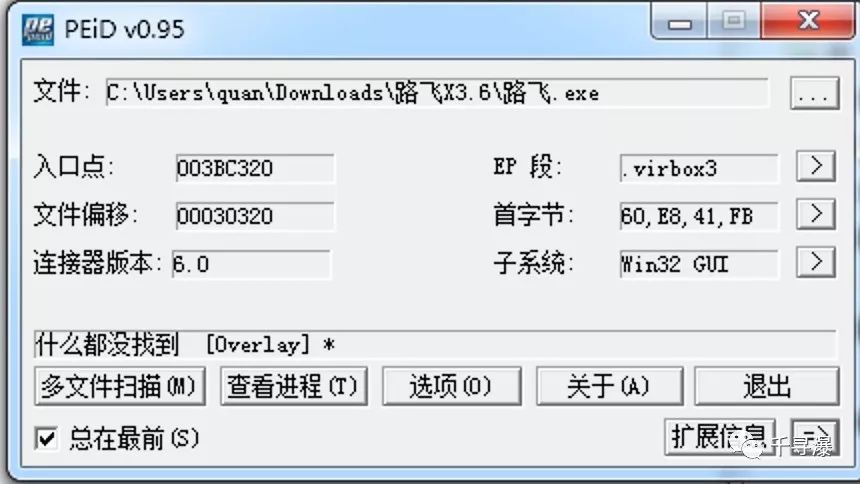 PEiD v0.95
文件: C:\Users\quan\Downloads\路飞X3.6\路飞.exe ...
入口点: 003BC320 EP 段: .virbox3 >
文件偏移: 00030320 首字节: 60,E8,41,FB >
连接器版本: 6.0 子系统: Win32 GUI >
什么都没找到 [Overlay] *
多文件扫描(M) 查看进程(T) 选项(O) 关于(A) 退出
总在最前(S) 扩展信息 =>
千寻爆